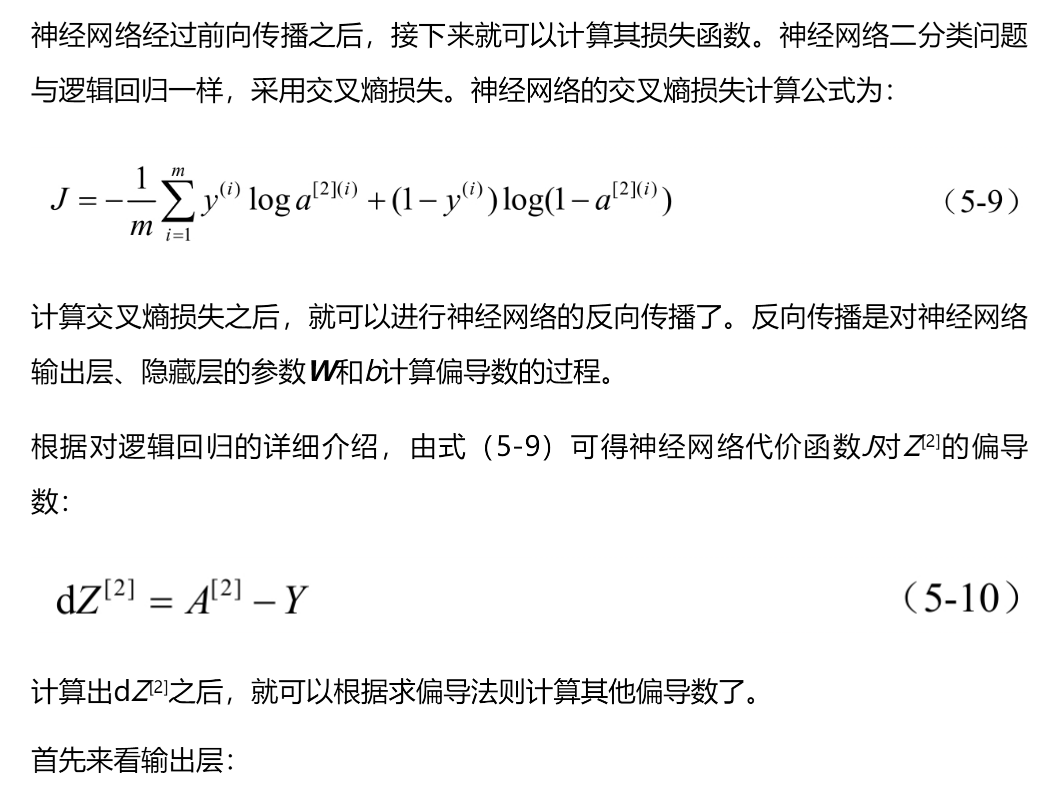 神经网络经过前向传播之后，接下来就可以计算其损失函数。神经网络二分类问题
与逻辑回归一样，采用交叉熵损失。神经网络的交叉熵损失计算公式为：
J = −\frac{1}{m}\sum_{i=1}^{m} y^{(i)} log a^{[2](i)} + (1 − y^{(i)}) log(1 − a^{[2](i)}) （5-9）
计算交叉熵损失之后，就可以进行神经网络的反向传播了。反向传播是对神经网络
输出层、隐藏层的参数W和b计算偏导数的过程。
根据对逻辑回归的详细介绍，由式（5-9）可得神经网络代价函数J对Z^{[2]}的偏导
数：
dZ^{[2]} = A^{[2]} − Y （5-10）
计算出dZ^{[2]}之后，就可以根据求偏导法则计算其他偏导数了。
首先来看输出层：